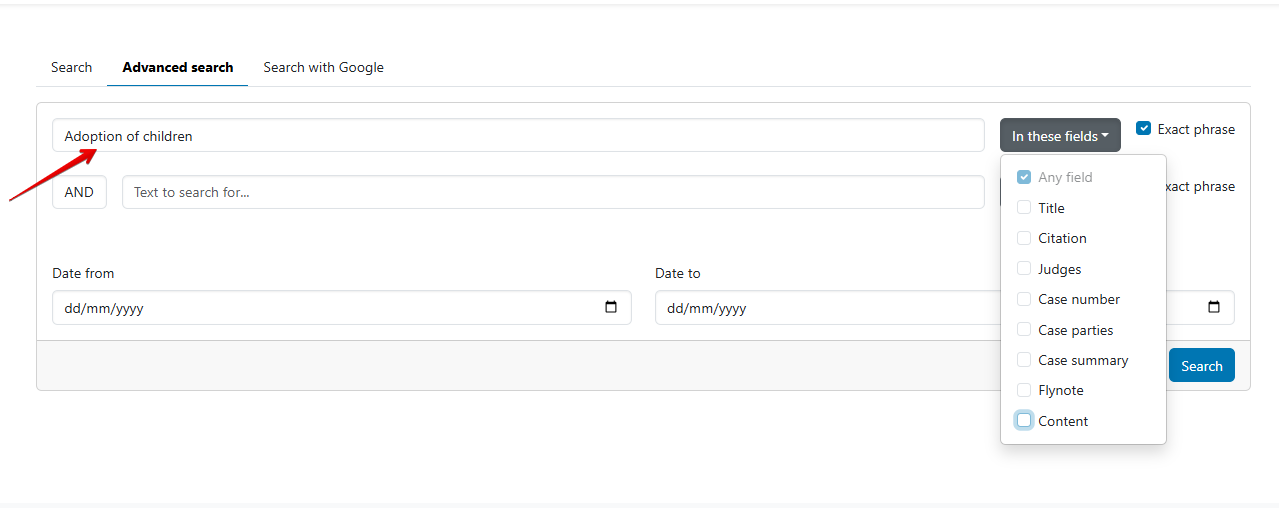 Search Advanced search Search with Google
Adoption of children In these fields Exact phrase
Any field
AND Text to search for... xact phrase
Title
Citation
Judges
Date from Date to
Case number
dd/mm/yyyy dd/mm/yyyy
Case parties
Case summary
Search
Flynote
Content